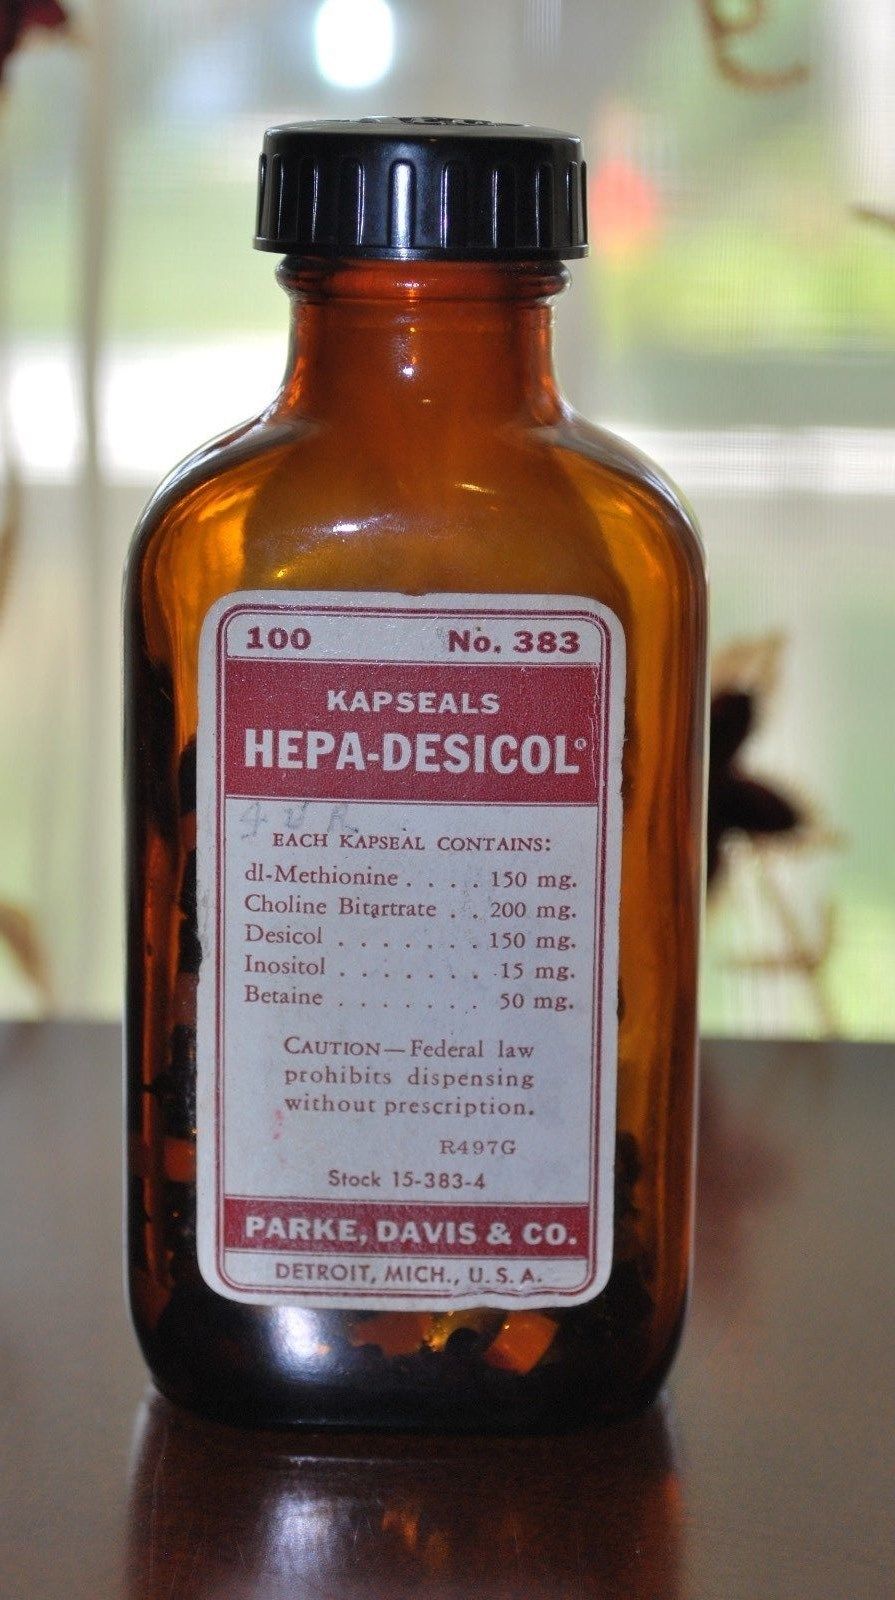 100 No. 383
KAPSEALS
HEPA-DESICOL®
EACH KAPSEAL CONTAINS:
dl-Methionine . . . . 150 mg.
Choline Bitartrate . . 200 mg.
Desicol . . . . . . . 150 mg.
Inositol . . . . . . . 15 mg.
Betaine . . . . . . . 50 mg.
CAUTION—Federal law
prohibits dispensing
without prescription.
R497G
Stock 15-383-4
PARKE, DAVIS & CO.
DETROIT, MICH., U. S. A.